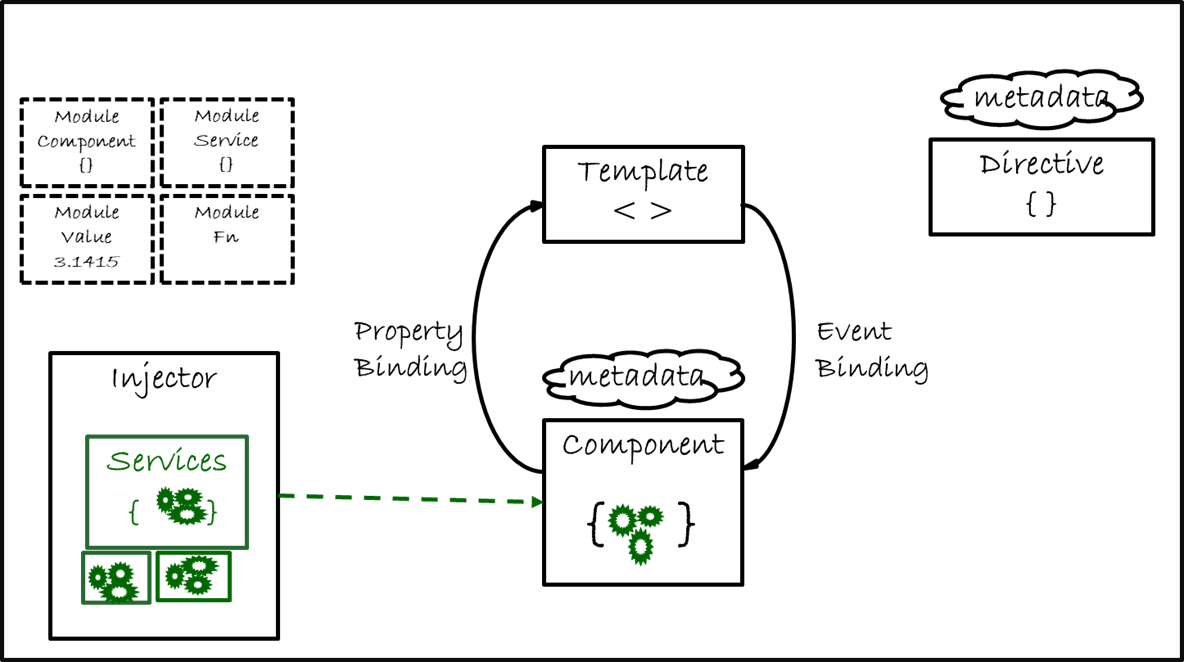 Module
Component
{}
Module
Service
{}
Module
Value
3.1415
Module
Fn
metadata
Directive
{ }
Template
< >
Property
Binding
Event
Binding
metadata
Component
{ }
Injector
Services
{ }